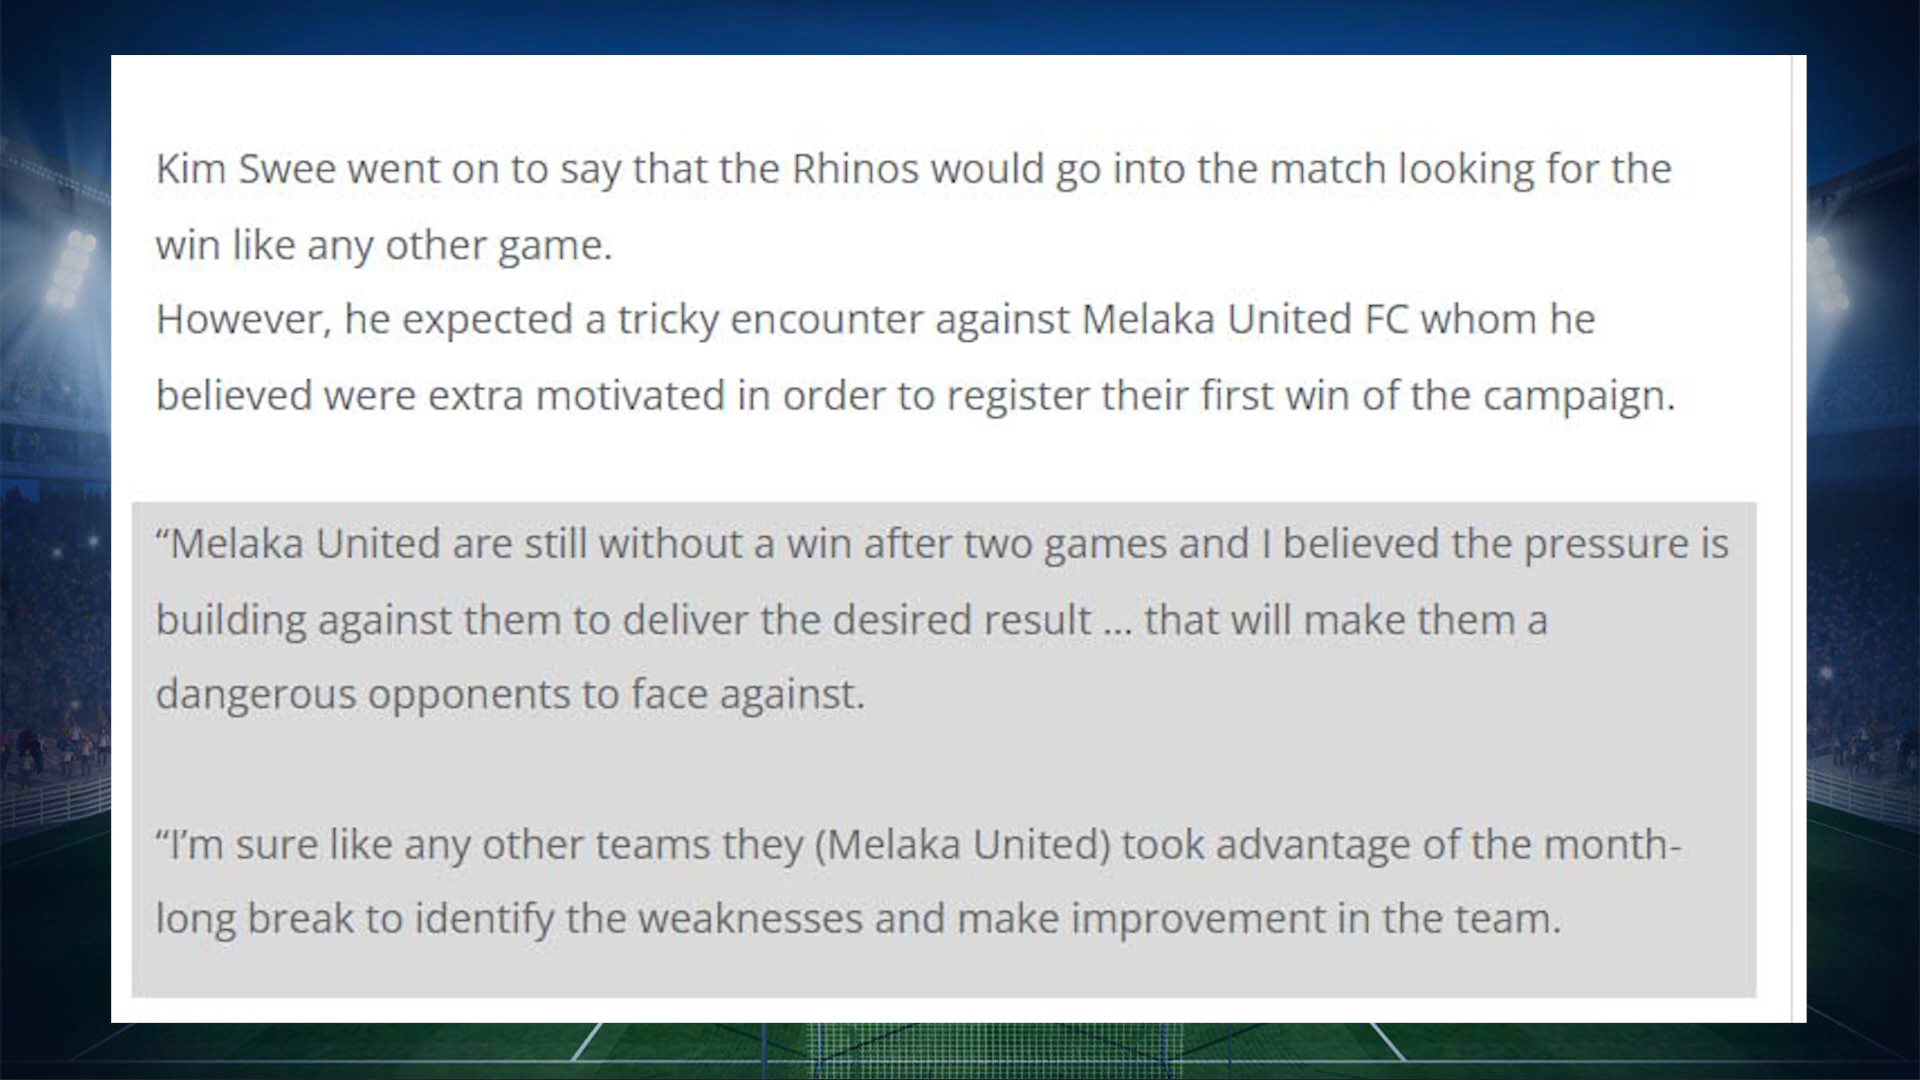 Kim Swee went on to say that the Rhinos would go into the match looking for the
win like any other game.
However, he expected a tricky encounter against Melaka United FC whom he
believed were extra motivated in order to register their first win of the campaign.
“Melaka United are still without a win after two games and I believed the pressure is
building against them to deliver the desired result ... that will make them a
dangerous opponents to face against.
“I’m sure like any other teams they (Melaka United) took advantage of the month-
long break to identify the weaknesses and make improvement in the team.